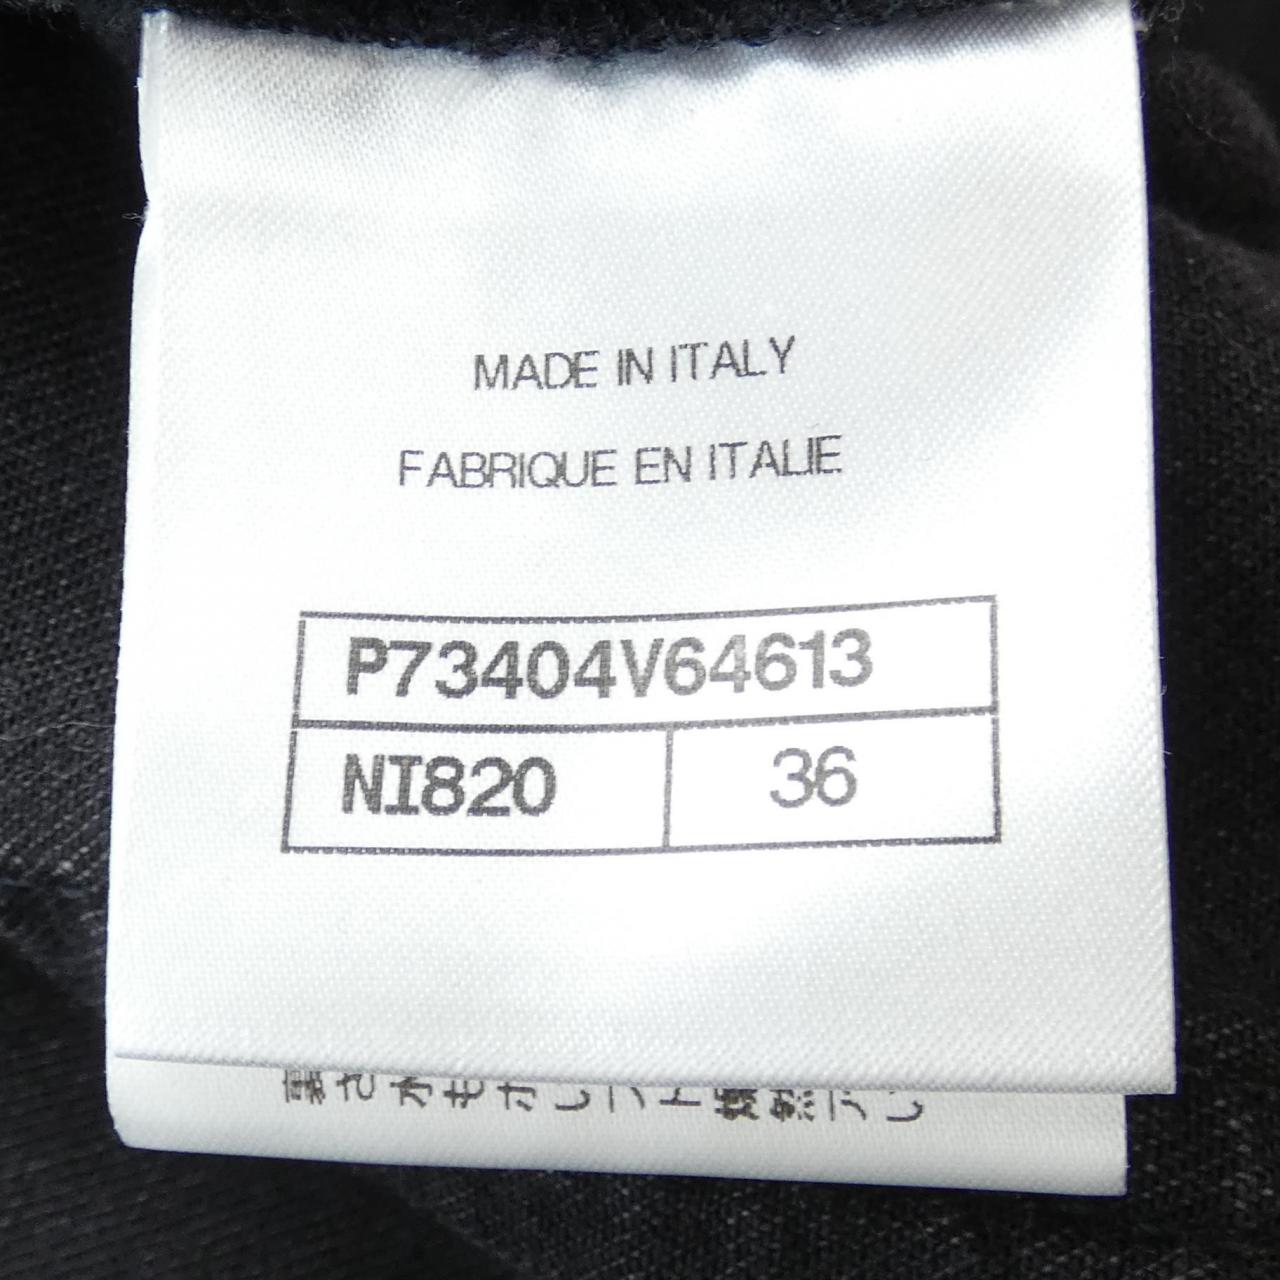 MADE IN ITALY
FABRIQUE EN ITALIE
P73404V64613
NI820 36